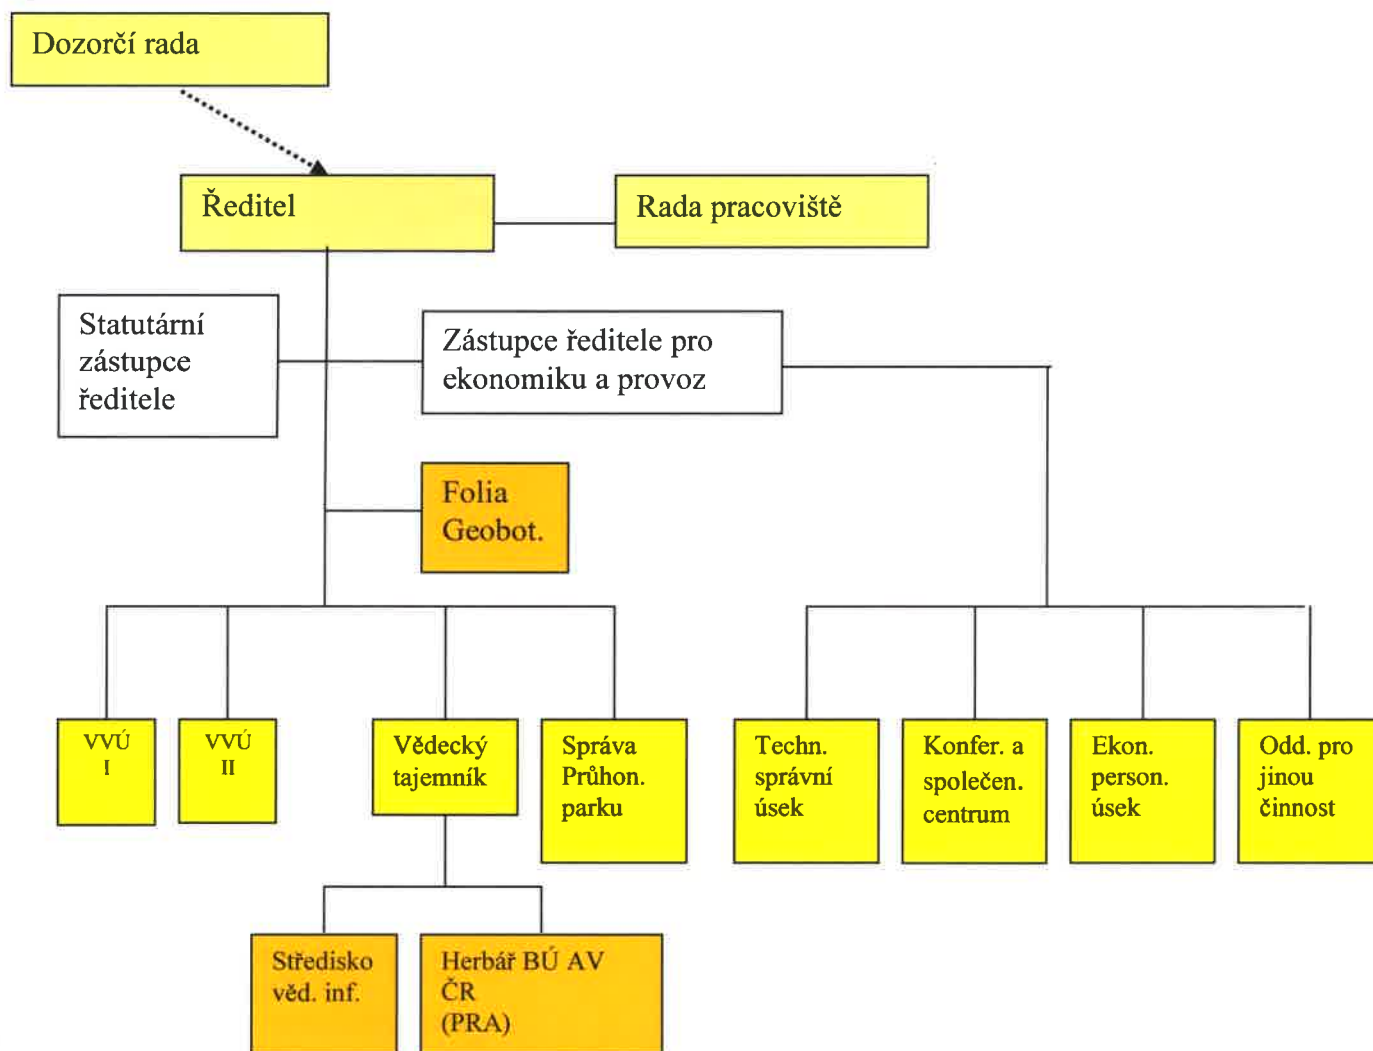 Dozorčí rada
Ředitel
Rada pracoviště
Statutární
zástupce
ředitele
Zástupce ředitele pro
ekonomiku a provoz
Folia
Geobot.
VVÚ
I
VVÚ
II
Vědecký
tajemník
Správa
Průhon.
parku
Techn.
správní
úsek
Konfer. a
společen.
centrum
Ekon.
person.
úsek
Odd. pro
jinou
činnost
Středisko
věd. inf.
Herbář BÚ AV
ČR
(PRA)